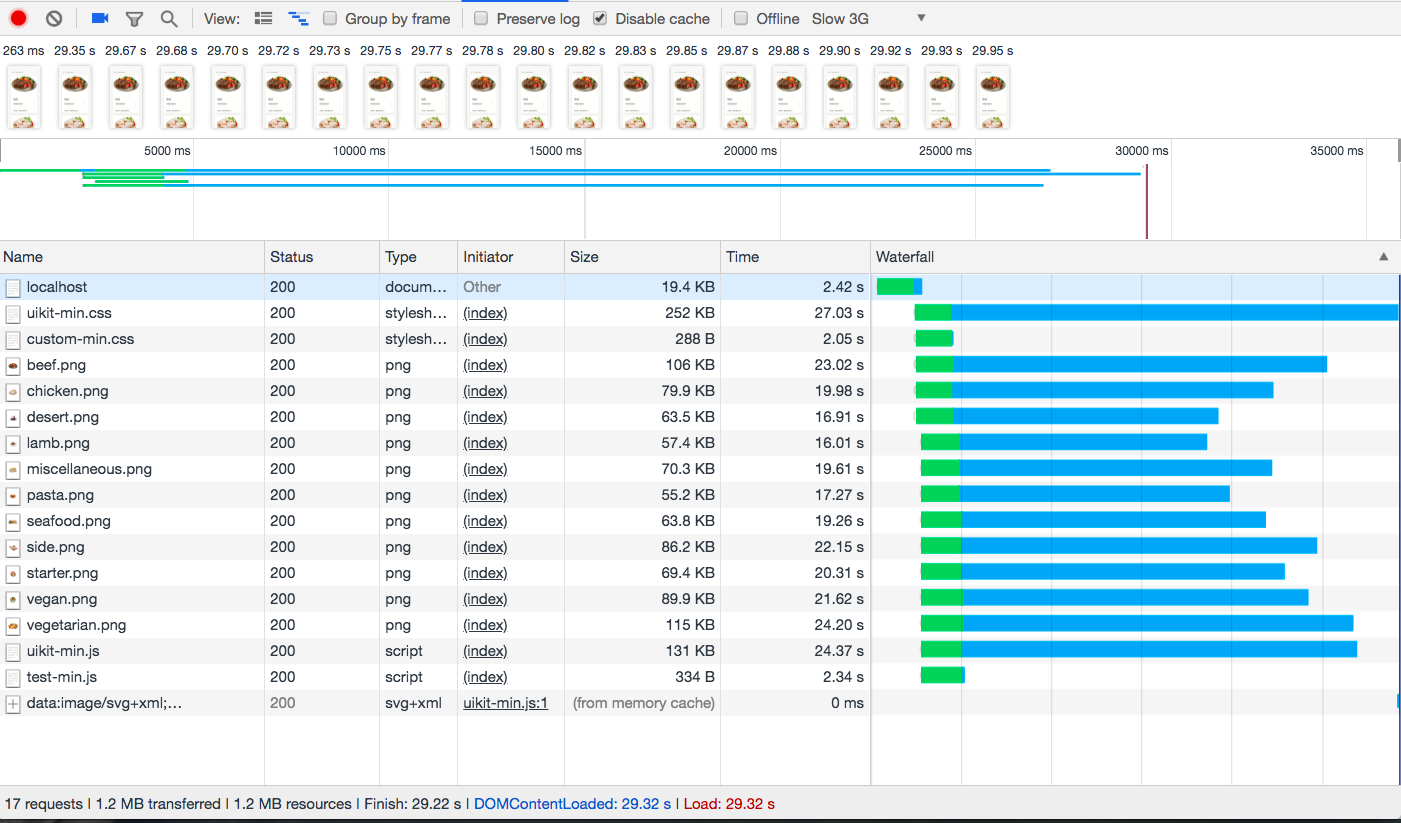 View: Group by frame Preserve log Disable cache Offline Slow 3G
263 ms 29.35 s 29.67 s 29.68 s 29.70 s 29.72 s 29.73 s 29.75 s 29.77 s 29.78 s 29.80 s 29.82 s 29.83 s 29.85 s 29.87 s 29.88 s 29.90 s 29.92 s 29.93 s 29.95 s
5000 ms 10000 ms 15000 ms 20000 ms 25000 ms 30000 ms 35000 ms
Name Status Type Initiator Size Time Waterfall
localhost 200 docum… Other 19.4 KB 2.42 s
uikit-min.css 200 stylesh… (index) 252 KB 27.03 s
custom-min.css 200 stylesh… (index) 288 B 2.05 s
beef.png 200 png (index) 106 KB 23.02 s
chicken.png 200 png (index) 79.9 KB 19.98 s
desert.png 200 png (index) 63.5 KB 16.91 s
lamb.png 200 png (index) 57.4 KB 16.01 s
miscellaneous.png 200 png (index) 70.3 KB 19.61 s
pasta.png 200 png (index) 55.2 KB 17.27 s
seafood.png 200 png (index) 63.8 KB 19.26 s
side.png 200 png (index) 86.2 KB 22.15 s
starter.png 200 png (index) 69.4 KB 20.31 s
vegan.png 200 png (index) 89.9 KB 21.62 s
vegetarian.png 200 png (index) 115 KB 24.20 s
uikit-min.js 200 script (index) 131 KB 24.37 s
test-min.js 200 script (index) 334 B 2.34 s
data:image/svg+xml;… 200 svg+xml uikit-min.js:1 (from memory cache) 0 ms
17 requests | 1.2 MB transferred | 1.2 MB resources | Finish: 29.22 s | DOMContentLoaded: 29.32 s | Load: 29.32 s